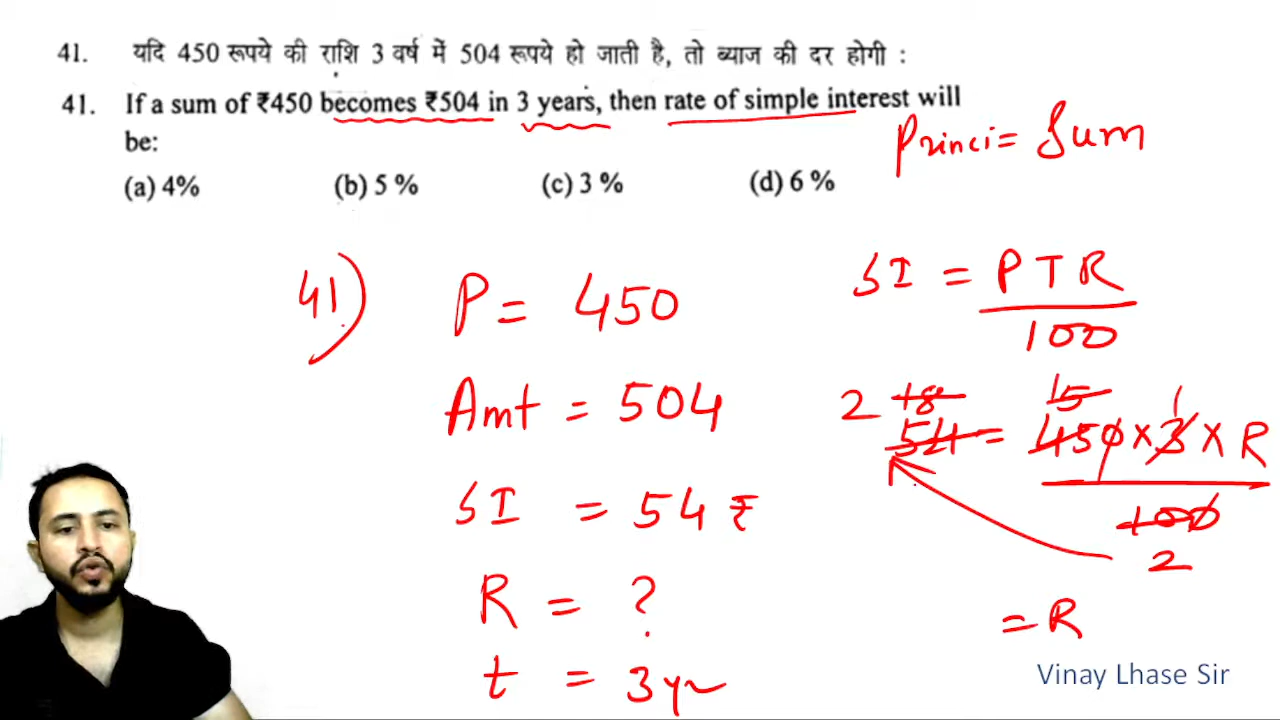 41. यदि 450 रूपये की राशि 3 वर्ष में 504 रूपये हो जाती है, तो ब्याज की दर होगी :
41. If a sum of ₹450 becomes ₹504 in 3 years, then rate of simple interest will
be:
(a) 4% (b) 5 % (c) 3 % (d) 6 %
Princi = Sum
41)
P = 450
Amt = 504
SI = 54 ₹
R = ?
t = 3 yr
SI = PTR
100
2 18 15 1
54 = 450 × 3 × R
100
2
= R
Vinay Lhase Sir